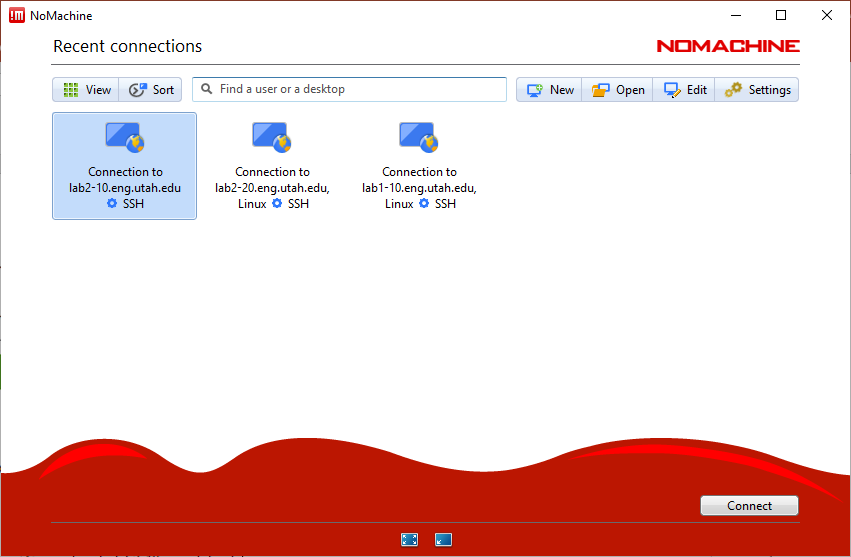 NoMachine
Recent connections
NOMACHINE
View
Sort
Find a user or a desktop
New
Open
Edit
Settings
Connection to
lab2-10.eng.utah.edu
SSH
Connection to
lab2-20.eng.utah.edu,
Linux SSH
Connection to
lab1-10.eng.utah.edu,
Linux SSH
Connect